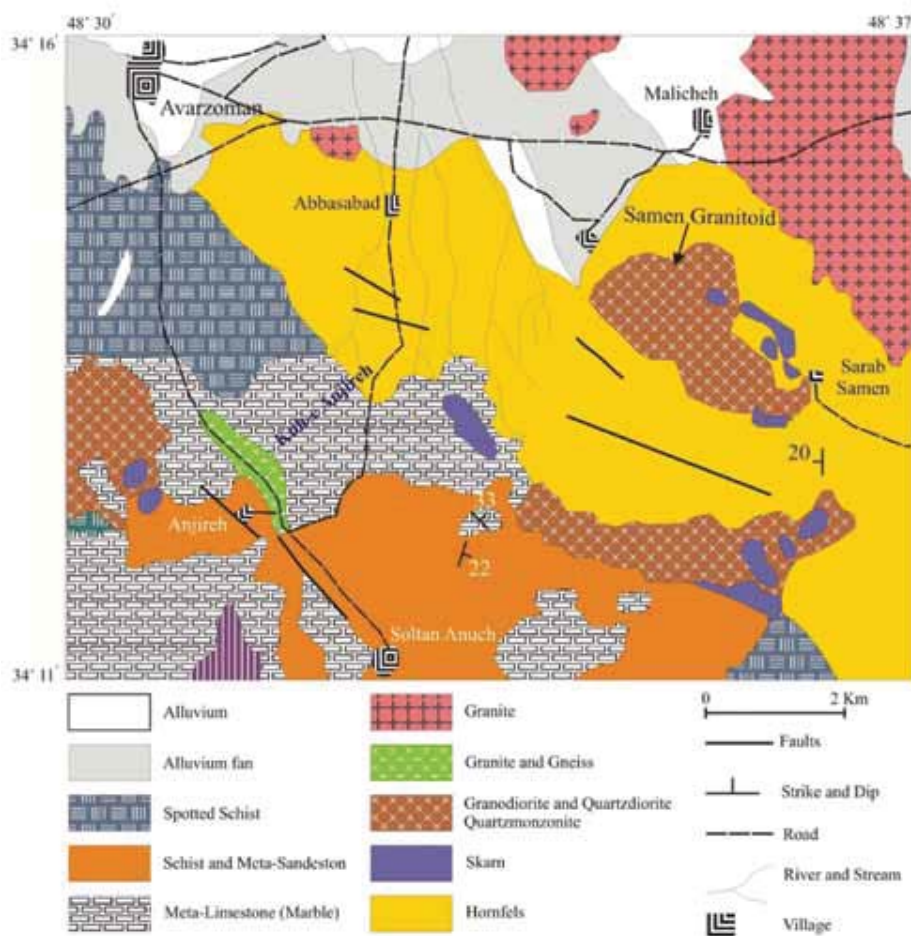 48° 30´
48° 37
34° 16´
Avarzoman
Malicheh
Abbasabad
Samen Granitoid
Sarab
Samen
Kuh-e Anjireh
20
33
Anjireh
22
Soltan Anuch
34° 11´
Alluvium
Granite
0 2 Km
Alluvium fan
Granite and Gneiss
Faults
Spotted Schist
Granodiorite and Quartzdiorite
Quartzmonzonite
Strike and Dip
Road
Schist and Meta-Sandeston
Skarn
River and Stream
Meta-Limestone (Marble)
Hornfels
Village